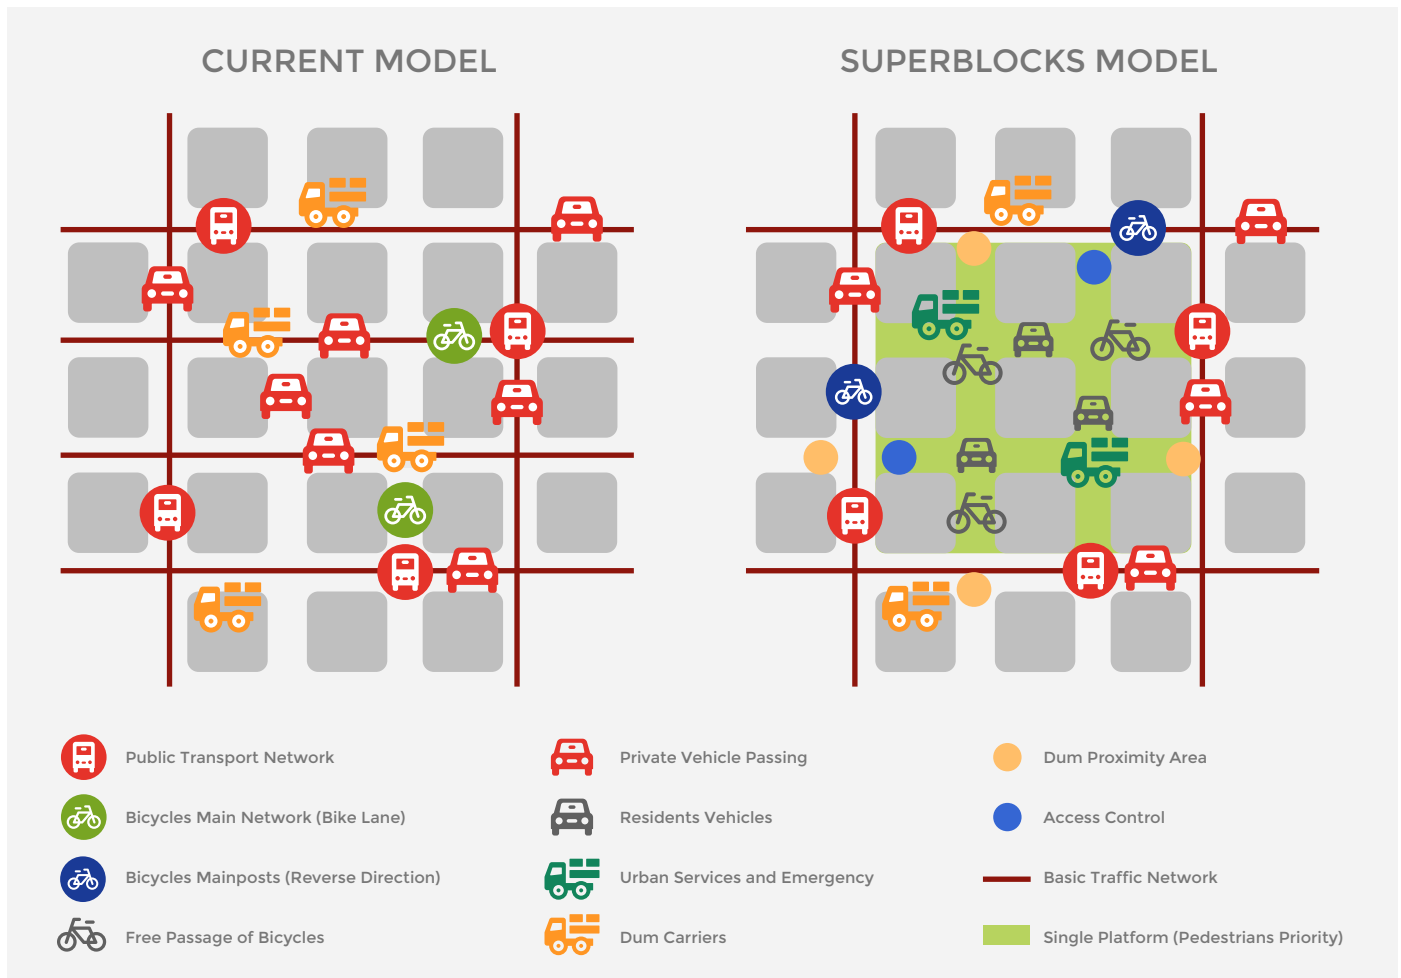 CURRENT MODEL
SUPERBLOCKS MODEL
Public Transport Network
Private Vehicle Passing
Dum Proximity Area
Bicycles Main Network (Bike Lane)
Residents Vehicles
Access Control
Bicycles Mainposts (Reverse Direction)
Urban Services and Emergency
Basic Traffic Network
Free Passage of Bicycles
Dum Carriers
Single Platform (Pedestrians Priority)